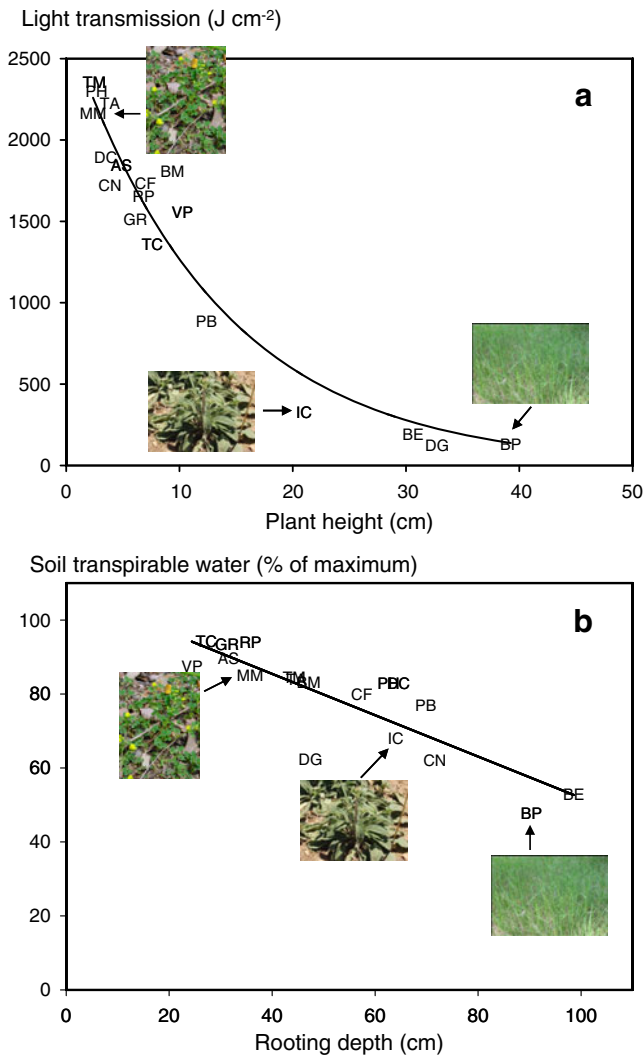 Light transmission (J cm-2)
2500
a
TM
PH
TA
MM
2000
DC
AS
BM
CN
CF
RP
1500
VP
GR
TC
1000
PB
500
IC
BE
DG
BP
0
0 10 20 30 40 50
Plant height (cm)
Soil transpirable water (% of maximum)
100
b
TC
GR
RP
AS
VP
MM
TM
BM
PH
DC
80
CF
PB
IC
DG
CN
60
BE
BP
40
20
0
0 20 40 60 80 100
Rooting depth (cm)